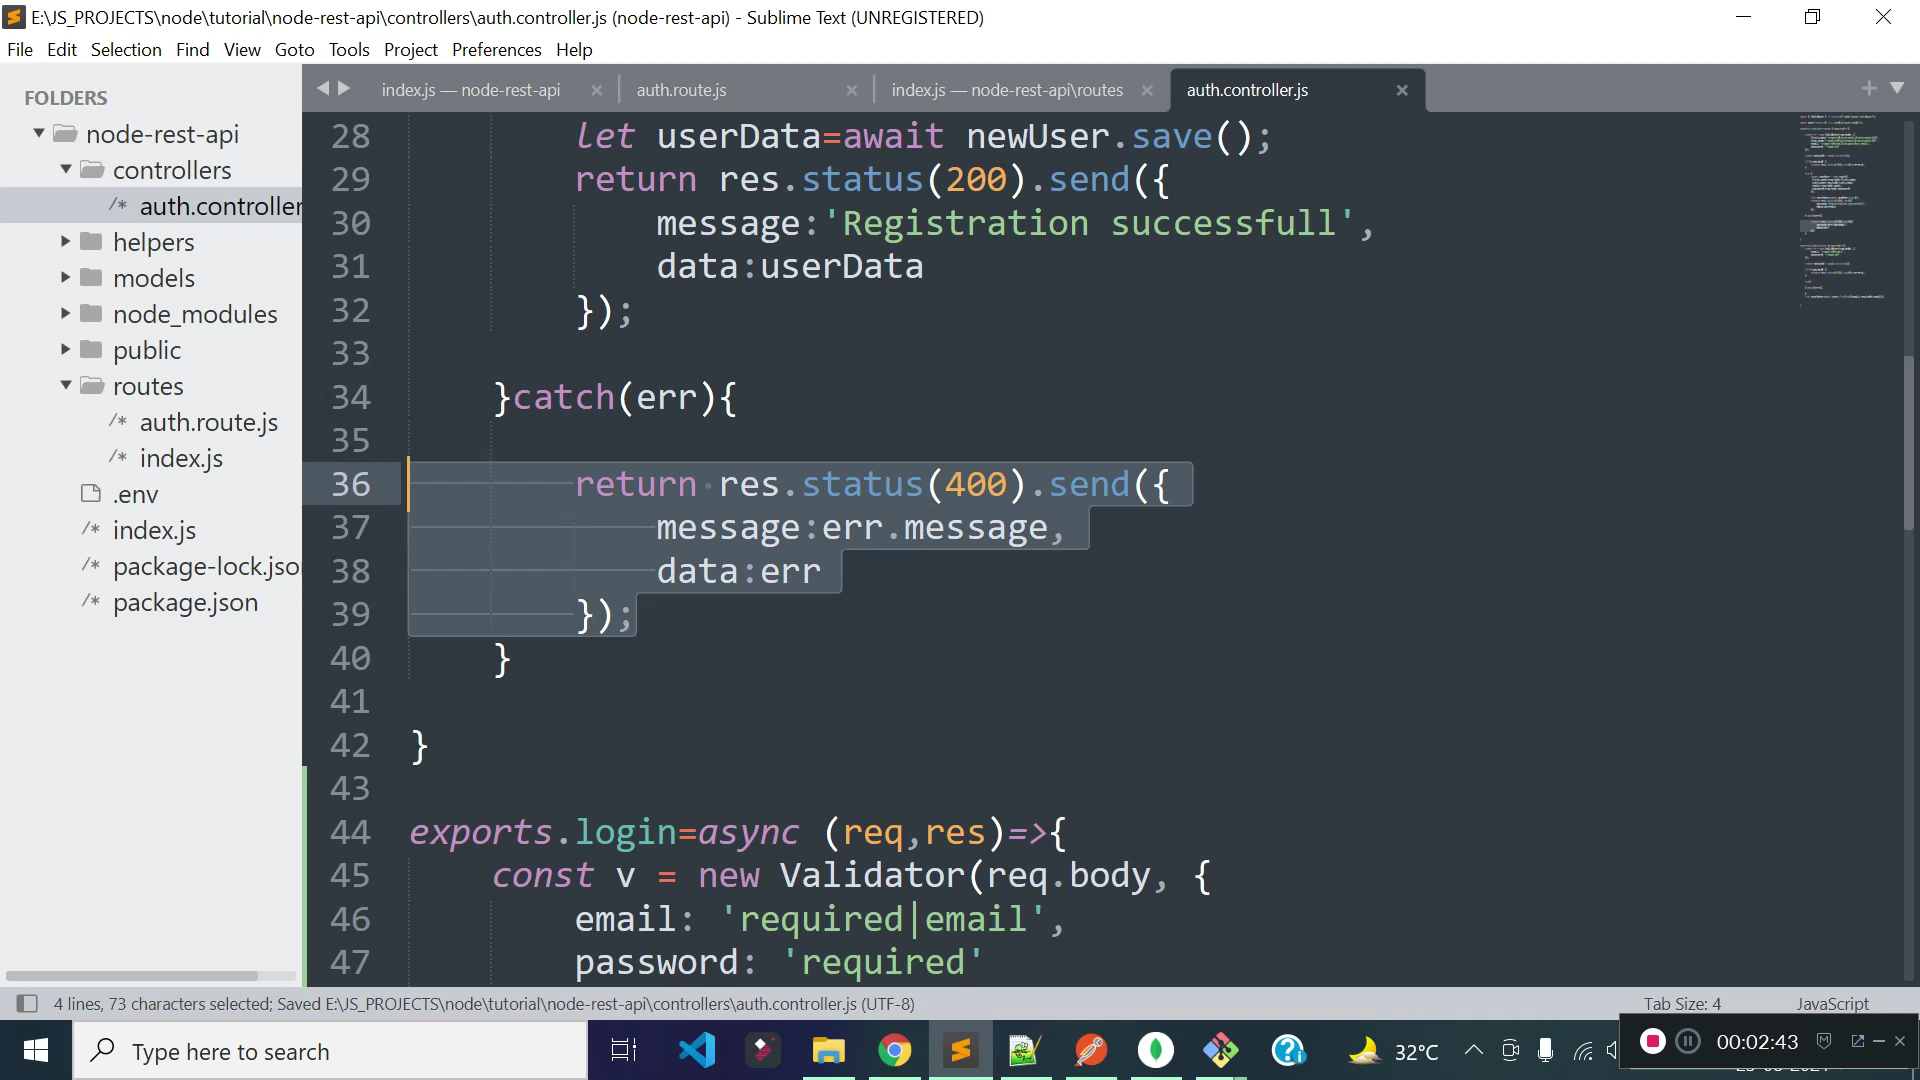 E:\JS_PROJECTS\node\tutorial\node-rest-api\controllers\auth.controller.js (node-rest-api) - Sublime Text (UNREGISTERED)
File Edit Selection Find View Goto Tools Project Preferences Help
FOLDERS
node-rest-api
controllers
/* auth.controller
helpers
models
node_modules
public
routes
/* auth.route.js
/* index.js
.env
/* index.js
/* package-lock.jso
/* package.json
index.js — node-rest-api auth.route.js index.js — node-rest-api\routes auth.controller.js
28 let userData=await newUser.save();
29 return res.status(200).send({
30 message:'Registration successfull',
31 data:userData
32 });
33
34 }catch(err){
35
36 return res.status(400).send({
37 message:err.message,
38 data:err
39 });
40 }
41
42 }
43
44 exports.login=async (req,res)=>{
45 const v = new Validator(req.body, {
46 email: 'required|email',
47 password: 'required'
4 lines, 73 characters selected; Saved E:\JS_PROJECTS\node\tutorial\node-rest-api\controllers\auth.controller.js (UTF-8) Tab Size: 4 JavaScript
Type here to search 32°C 00:02:43